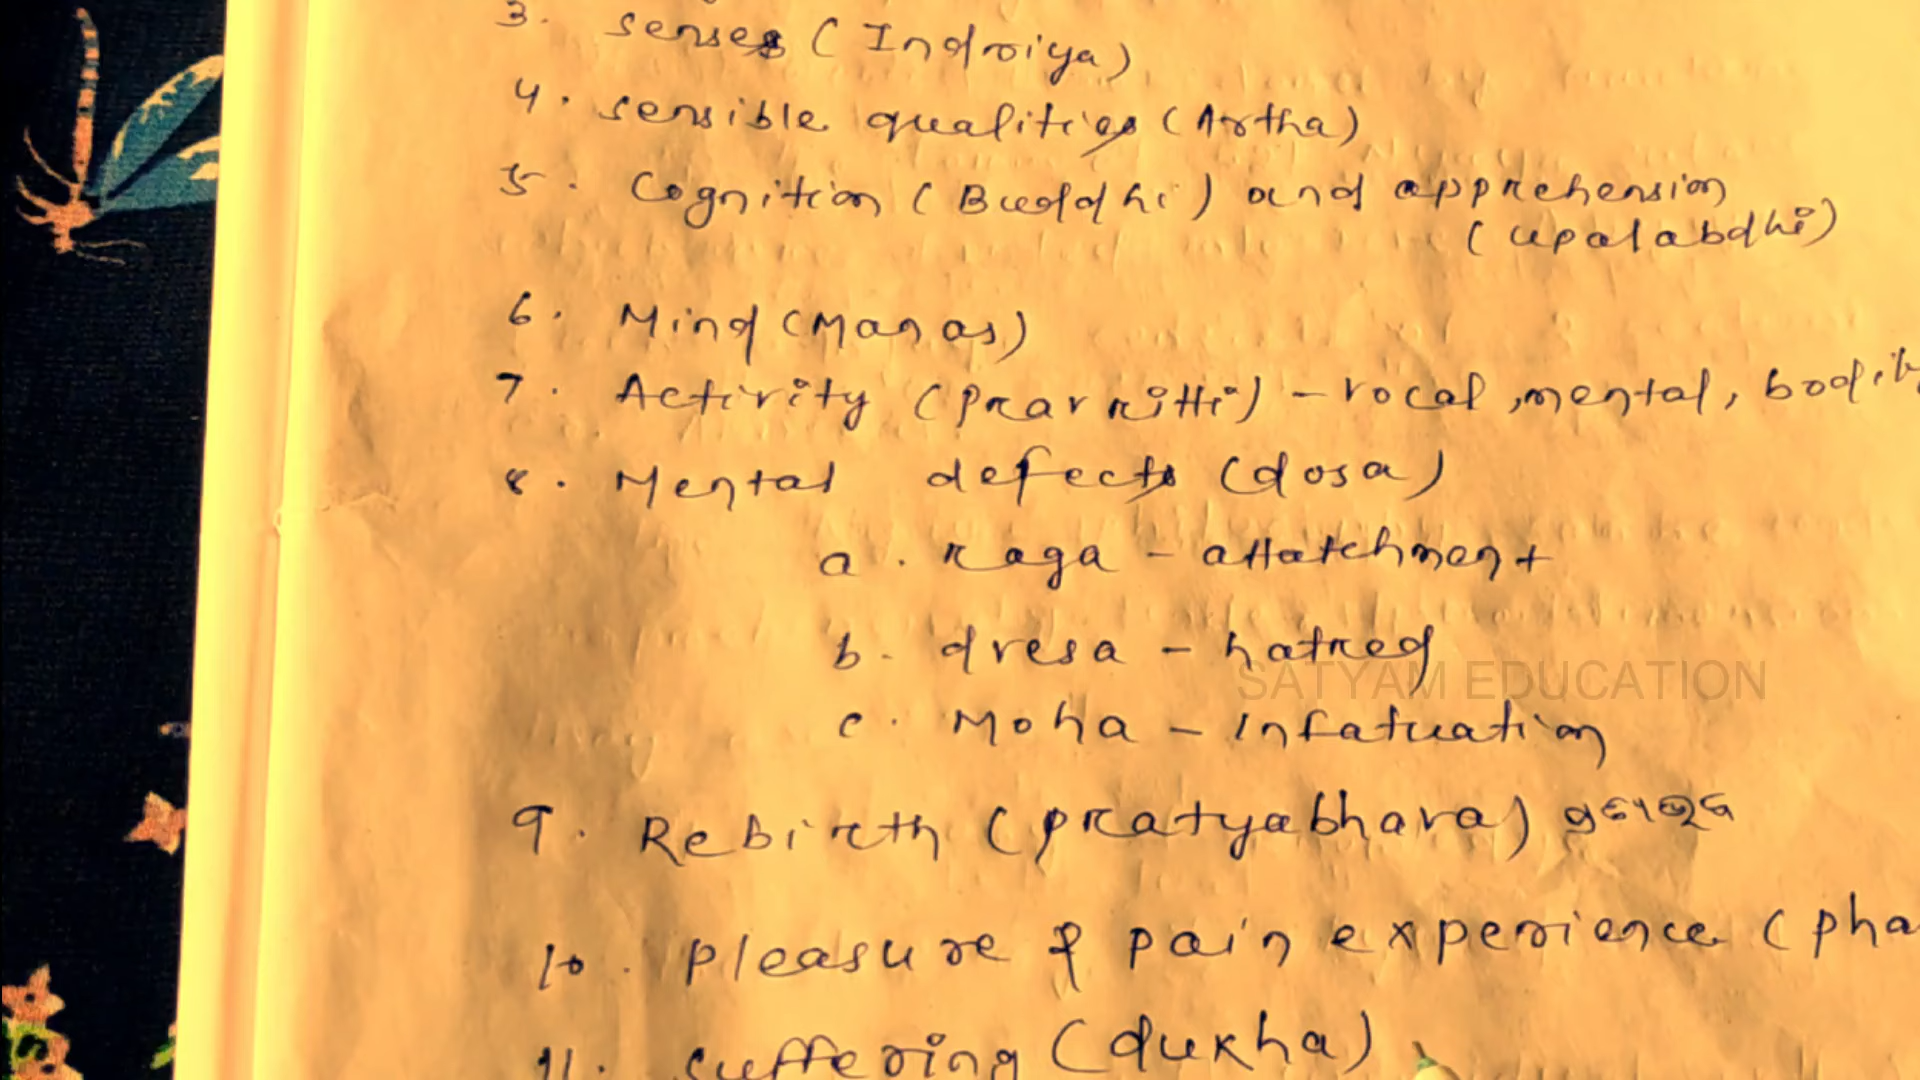 3. senses (Indriya)
4. sensible qualities (Artha)
5. Cognition (Buddhi) and apprehension
(upalabdhi)
6. Mind (Manas)
7. Activity (pravritti) - vocal, mental, bodily
8. Mental defects (dosa)
a. raga - attatchment
b. dvesa - hatred
SATYAM EDUCATION
c. Moha - Infatuation
9. Rebirth (pratyabhava)
10. pleasure & pain experience (pha
11. suffering (dukha)